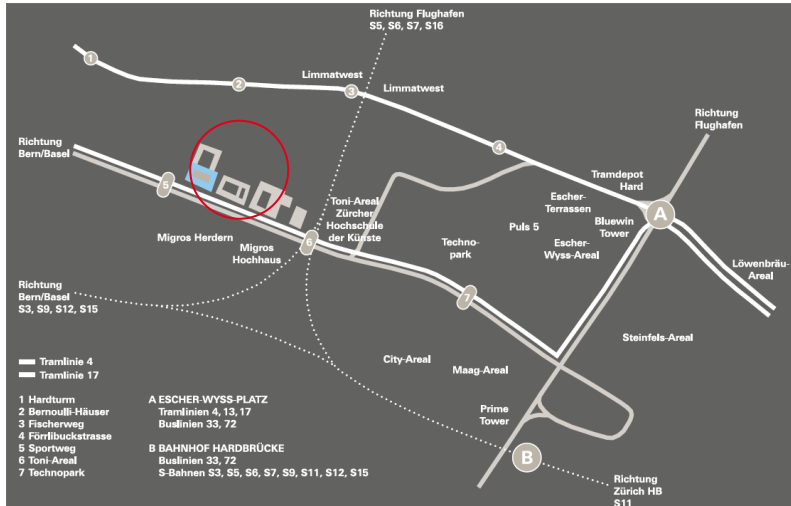 Richtung Flughafen
S5, S6, S7, S16
1
2
Limmatwest
3
Limmatwest
4
Richtung
Flughafen
Richtung
Bern/Basel
5
Tramdepot
Hard
Escher-
Terrassen
A
Toni-Areal
Zürcher
Hochschule
der Künste
Puls 5
Bluewin
Tower
Migros Herdern
Migros
Hochhaus
6
Techno-
park
Escher-
Wyss-Areal
Löwenbräu-
Areal
Richtung
Bern/Basel
S3, S9, S12, S15
7
Steinfels-Areal
City-Areal
Maag-Areal
Tramlinie 4
Tramlinie 17
1 Hardturm
2 Bernoulli-Häuser
3 Fischerweg
4 Förrlibuckstrasse
5 Sportweg
6 Toni-Areal
7 Technopark
A ESCHER-WYSS-PLATZ
Tramlinien 4, 13, 17
Buslinien 33, 72
B BAHNHOF HARDBRÜCKE
Buslinien 33, 72
S-Bahnen S3, S5, S6, S7, S9, S11, S12, S15
Prime
Tower
B
Richtung
Zürich HB
S11